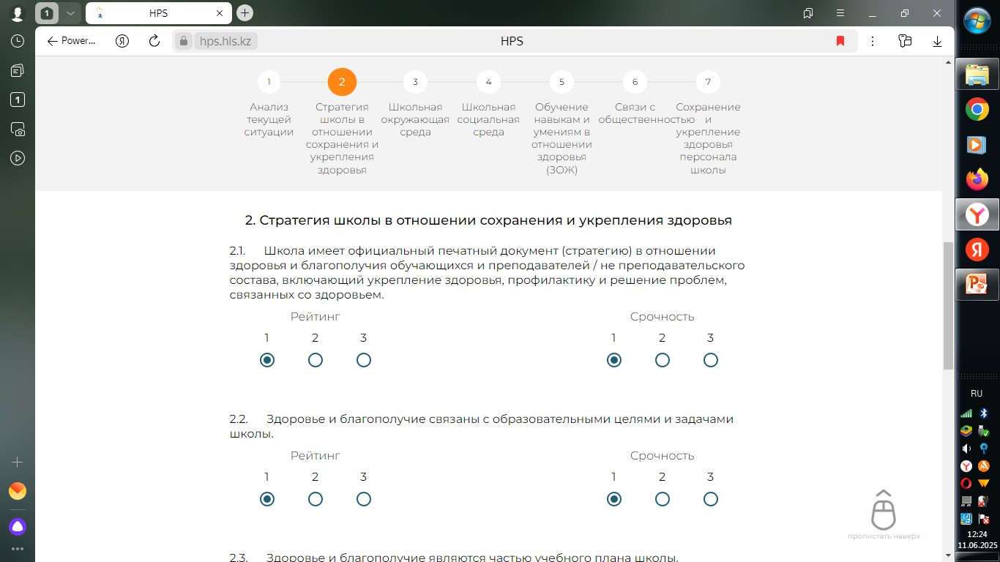 1
HPS
Power...
hps.hls.kz
HPS
1
1 2 3 4 5 6 7
Анализ текущей ситуации
Стратегия школы в отношении сохранения и укрепления здоровья
Школьная окружающая среда
Школьная социальная среда
Обучение навыкам и умениям в отношении здоровья (ЗОЖ)
Связи с общественностью
Сохранение и укрепление здоровья персонала школы
2. Стратегия школы в отношении сохранения и укрепления здоровья
2.1. Школа имеет официальный печатный документ (стратегию) в отношении
здоровья и благополучия обучающихся и преподавателей / не преподавательского
состава, включающий укрепление здоровья, профилактику и решение проблем,
связанных со здоровьем.
Рейтинг Срочность
1 2 3 1 2 3
2.2. Здоровье и благополучие связаны с образовательными целями и задачами
школы.
Рейтинг Срочность
1 2 3 1 2 3
пролистать наверх
2.3. Здоровье и благополучие являются частью учебного плана школы.
RU
12:24
11.06.2025